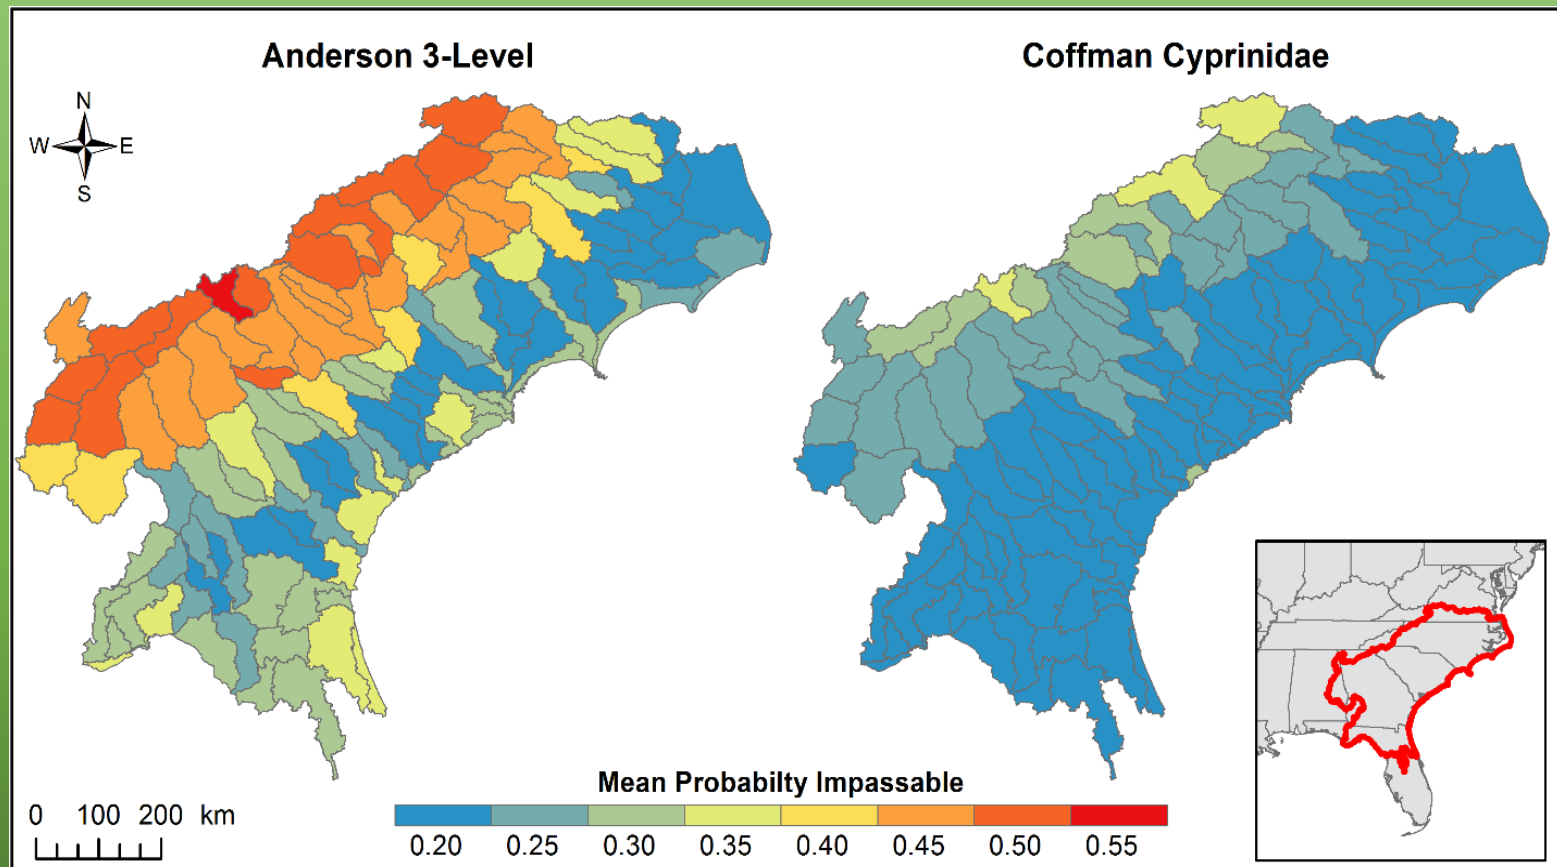 Anderson 3-Level
Coffman Cyprinidae
N
W E
S
Mean Probabilty Impassable
0 100 200 km
0.20 0.25 0.30 0.35 0.40 0.45 0.50 0.55